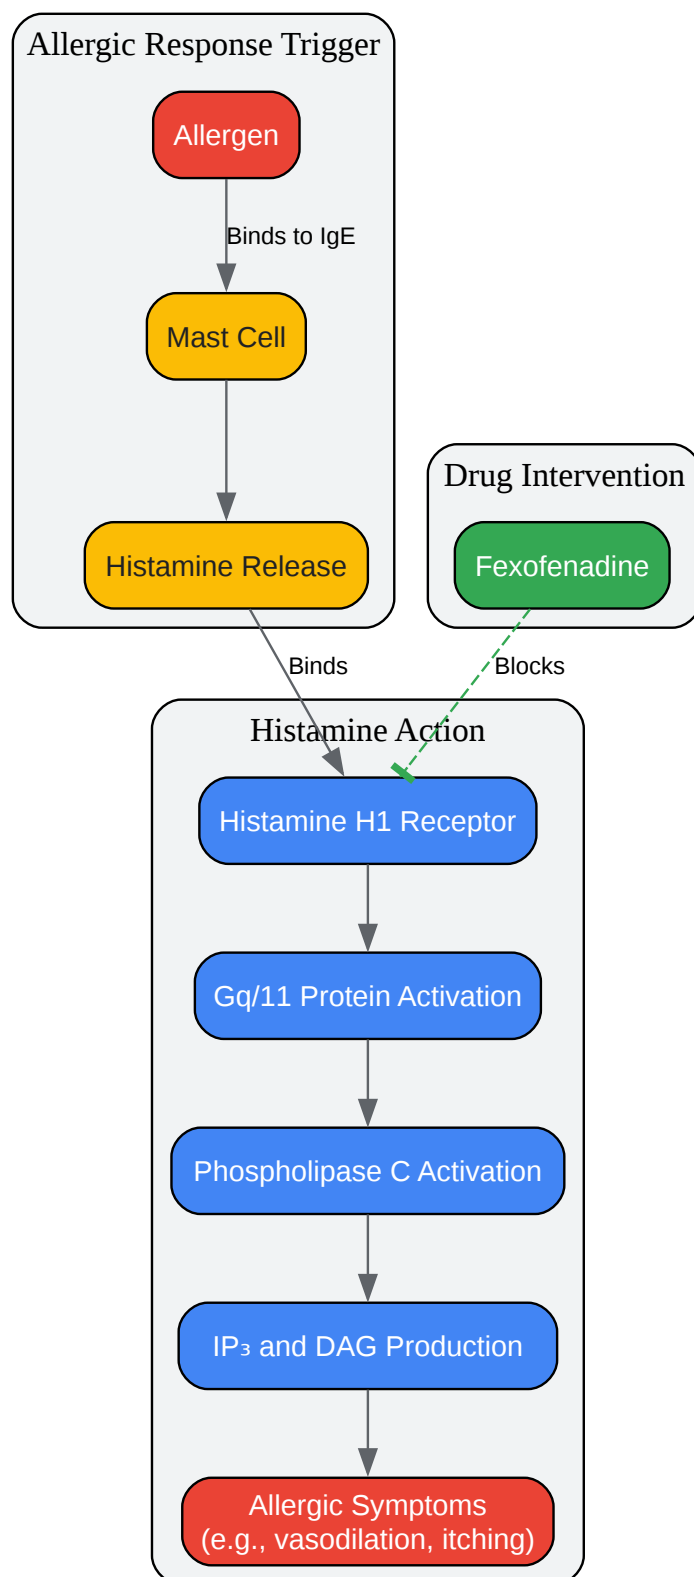 Allergic Response Trigger
Allergen
Binds to IgE
Mast Cell
Histamine Release
Drug Intervention
Fexofenadine
Binds
Blocks
Histamine Action
Histamine H1 Receptor
Gq/11 Protein Activation
Phospholipase C Activation
IP₃ and DAG Production
Allergic Symptoms
(e.g., vasodilation, itching)